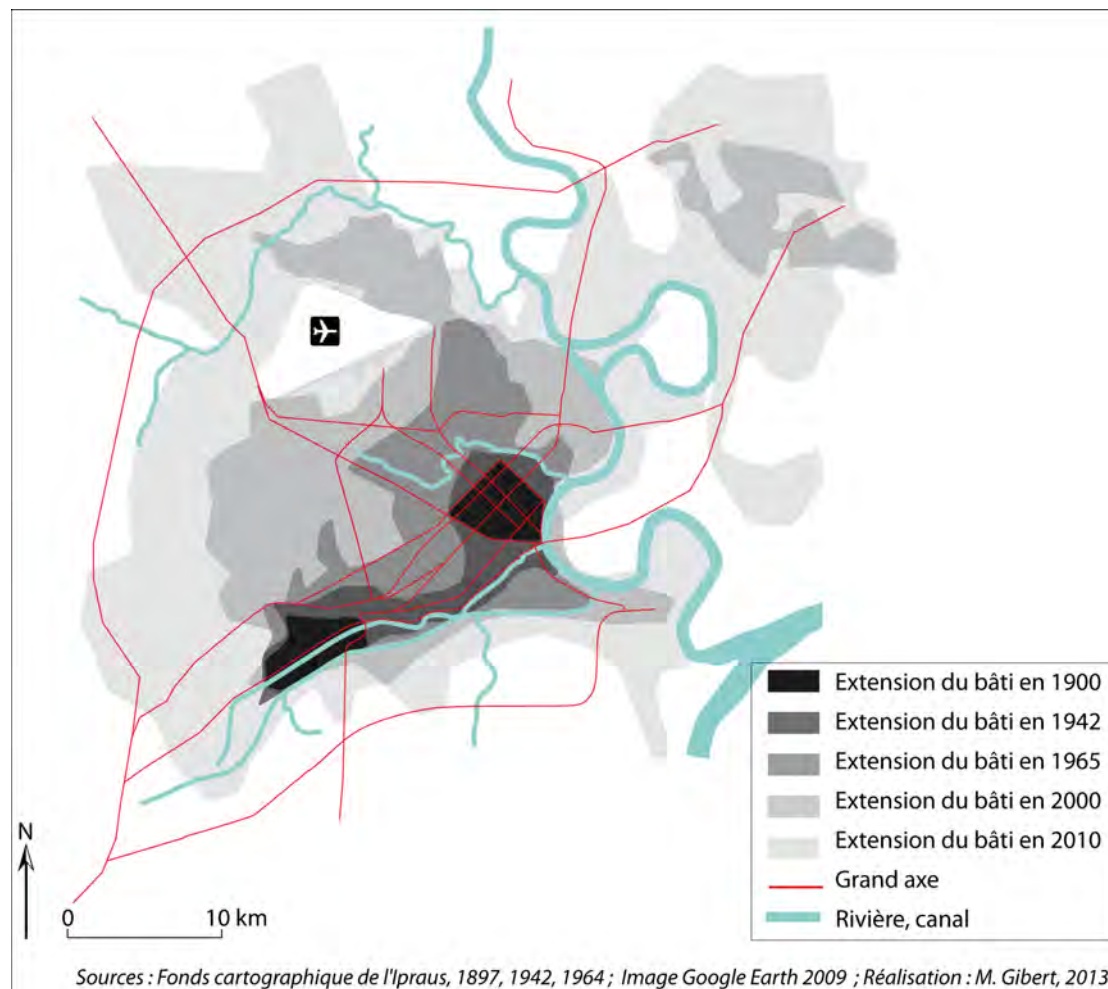 Extension du bâti en 1900
Extension du bâti en 1942
Extension du bâti en 1965
Extension du bâti en 2000
Extension du bâti en 2010
Grand axe
Rivière, canal
N
0 10 km
Sources : Fonds cartographique de l'Ipraus, 1897, 1942, 1964 ; Image Google Earth 2009 ; Réalisation : M. Gibert, 2013